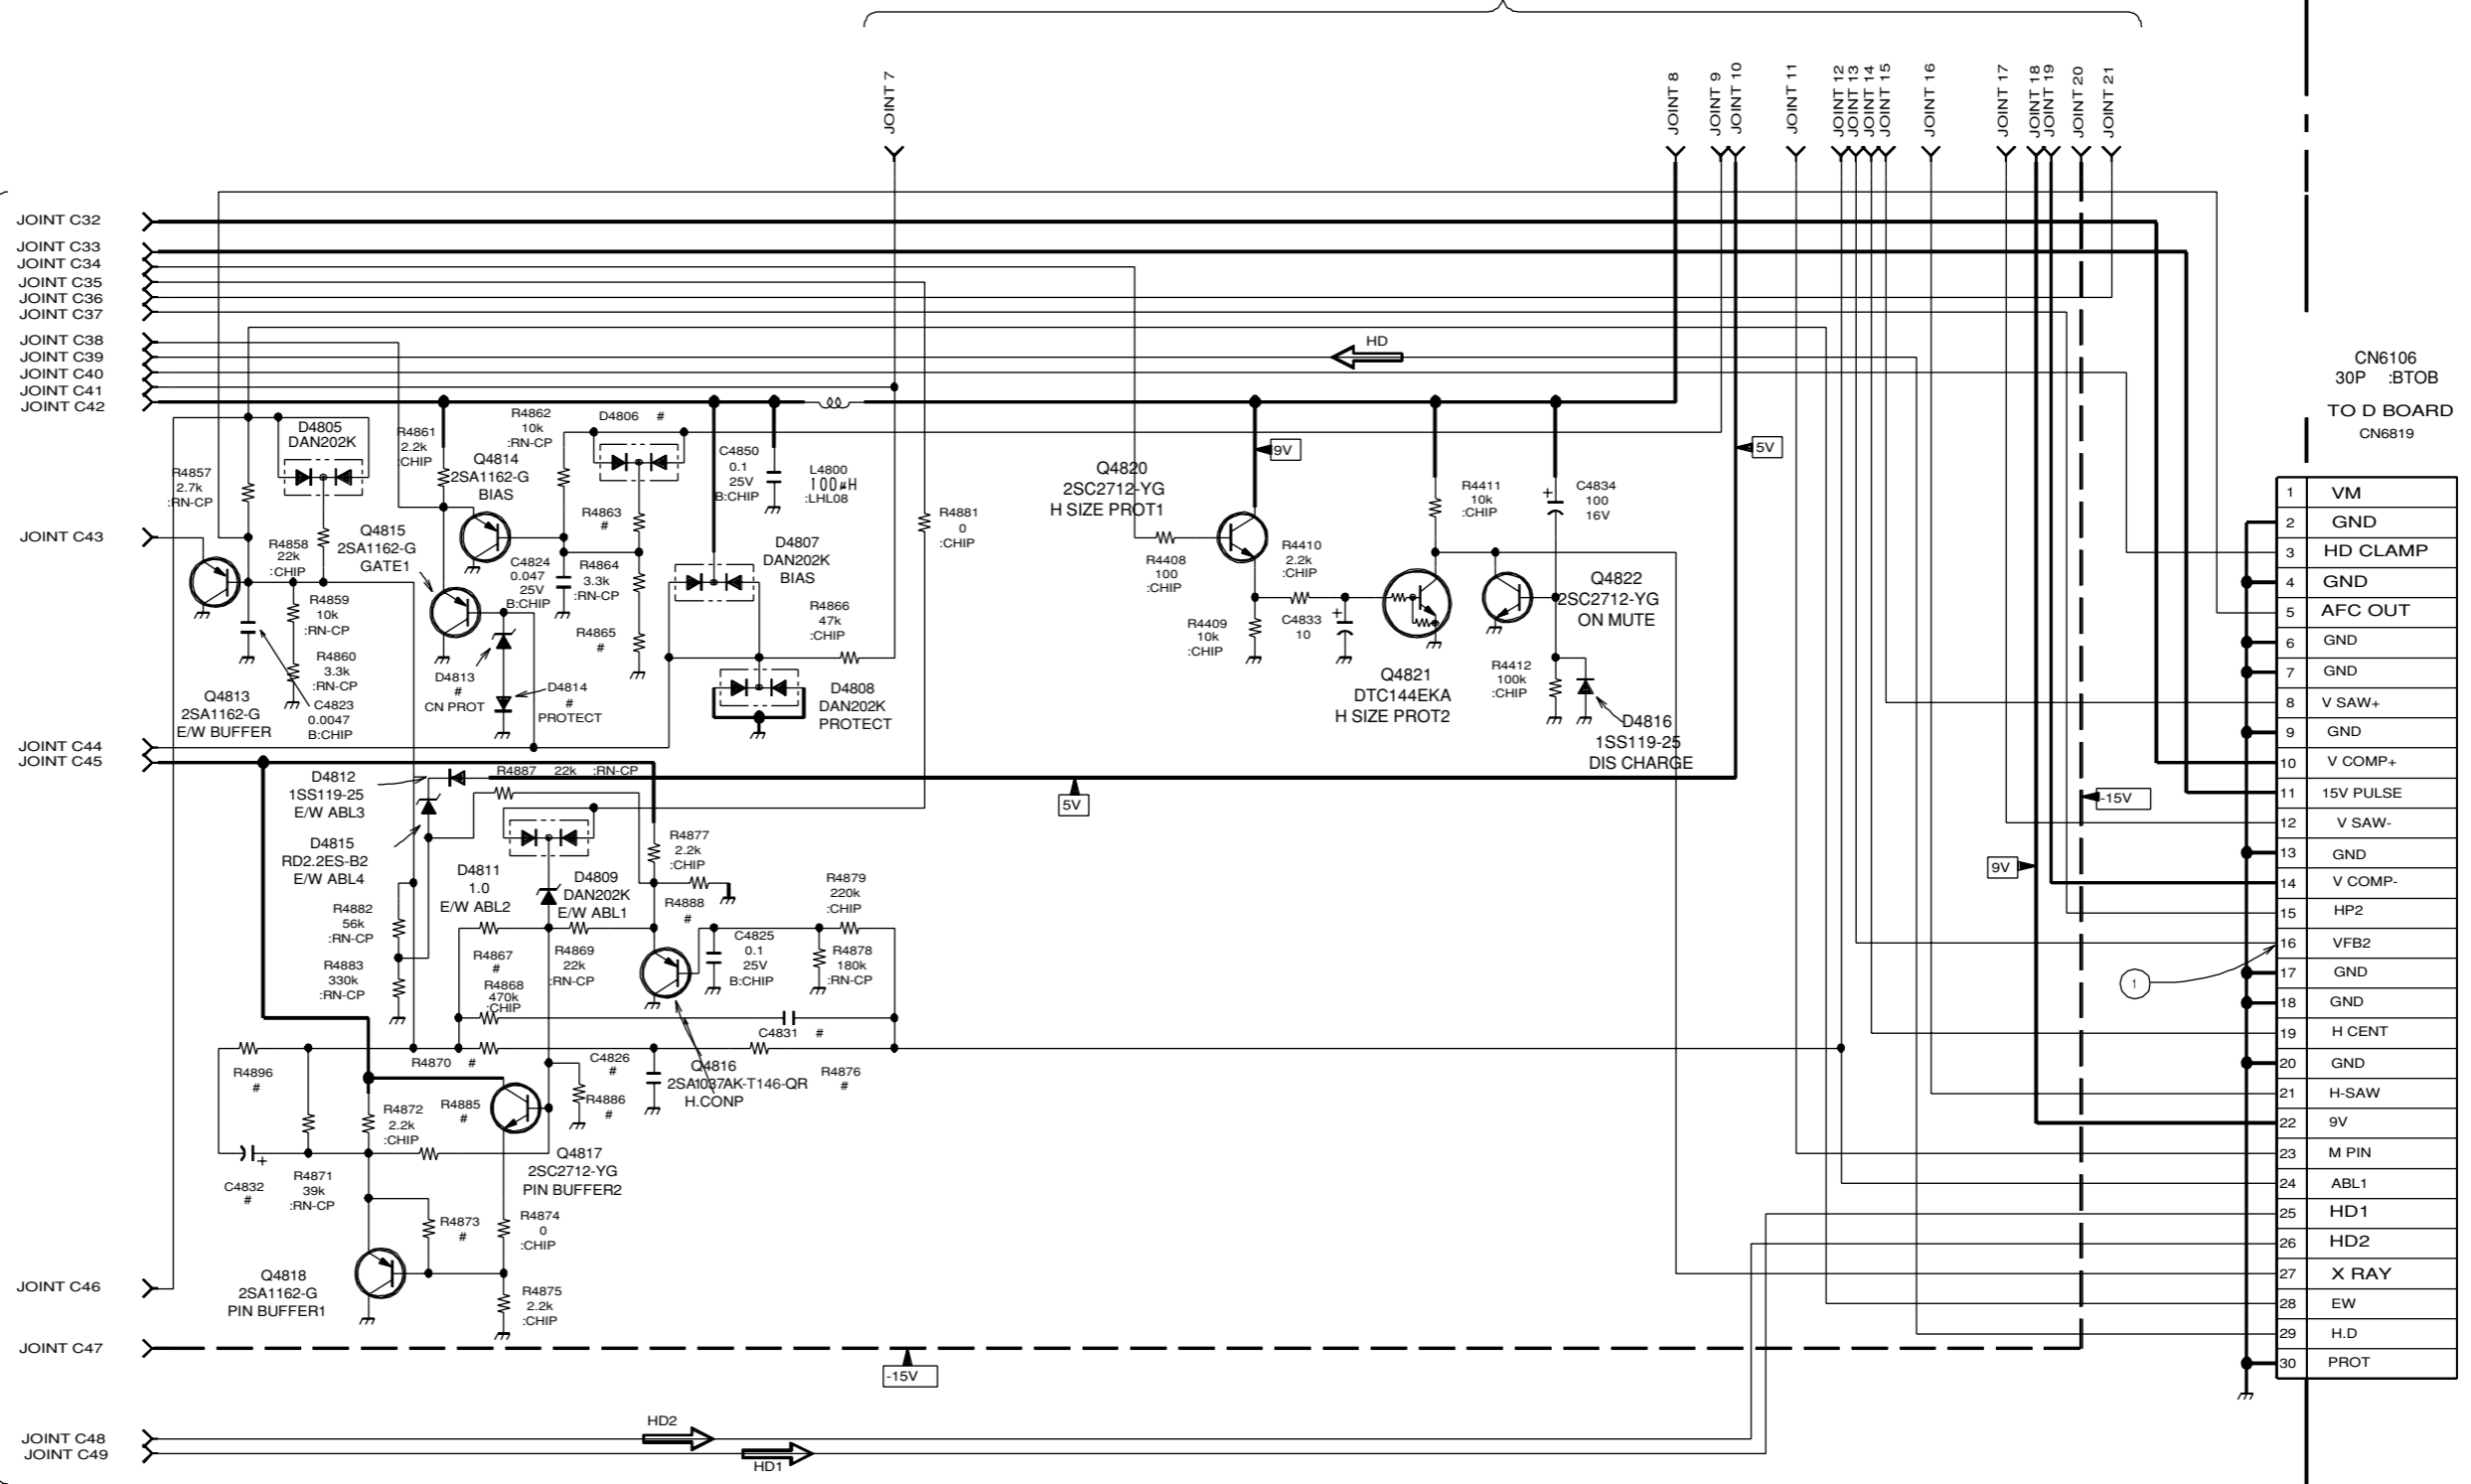 JOINT 7
JOINT 8
JOINT 9
JOINT 10
JOINT 11
JOINT 12
JOINT 13
JOINT 14
JOINT 15
JOINT 16
JOINT 17
JOINT 18
JOINT 19
JOINT 20
JOINT 21
JOINT C32
JOINT C33
JOINT C34
JOINT C35
JOINT C36
JOINT C37
JOINT C38
JOINT C39
JOINT C40
JOINT C41
JOINT C42
JOINT C43
JOINT C44
JOINT C45
JOINT C46
JOINT C47
JOINT C48
JOINT C49
HD
D4805
DAN202K
R4857
2.7k
:RN-CP
R4858
22k
:CHIP
R4861
2.2k
:CHIP
Q4814
2SA1162-G
BIAS
R4862
10k
:RN-CP
D4806 #
Q4815
2SA1162-G
GATE1
C4824
0.047
25V
B:CHIP
R4863
#
R4864
3.3k
:RN-CP
R4865
#
C4850
0.1
25V
B:CHIP
L4800
100µH
:LHL08
D4807
DAN202K
BIAS
R4866
47k
:CHIP
D4808
DAN202K
PROTECT
R4881
0
:CHIP
R4859
10k
:RN-CP
R4860
3.3k
:RN-CP
C4823
0.0047
B:CHIP
Q4813
2SA1162-G
E/W BUFFER
D4813
#
CN PROT
D4814
#
PROTECT
Q4820
2SC2712-YG
H SIZE PROT1
9V
5V
R4408
100
:CHIP
R4409
10k
:CHIP
R4410
2.2k
:CHIP
+
C4833
10
R4411
10k
:CHIP
Q4821
DTC144EKA
H SIZE PROT2
+
C4834
100
16V
Q4822
2SC2712-YG
ON MUTE
R4412
100k
:CHIP
D4816
1SS119-25
DIS CHARGE
D4812
1SS119-25
E/W ABL3
R4887 22k :RN-CP
5V
D4815
RD2.2ES-B2
E/W ABL4
D4811
1.0
E/W ABL2
D4809
DAN202K
E/W ABL1
R4877
2.2k
:CHIP
R4888
#
R4879
220k
:CHIP
R4882
56k
:RN-CP
R4883
330k
:RN-CP
R4867
#
R4868
470k
:CHIP
R4869
22k
:RN-CP
C4825
0.1
25V
B:CHIP
R4878
180k
:RN-CP
C4831 #
R4896
#
R4870 #
C4826
#
Q4816
2SA1037AK-T146-QR
H.CONP
R4876
#
R4872
2.2k
:CHIP
R4885
#
R4886
#
+
C4832
#
R4871
39k
:RN-CP
Q4817
2SC2712-YG
PIN BUFFER2
R4873
#
R4874
0
:CHIP
Q4818
2SA1162-G
PIN BUFFER1
R4875
2.2k
:CHIP
-15V
HD2
HD1
-15V
9V
1
CN6106
30P :BTOB
TO D BOARD
CN6819
1 VM
2 GND
3 HD CLAMP
4 GND
5 AFC OUT
6 GND
7 GND
8 V SAW+
9 GND
10 V COMP+
11 15V PULSE
12 V SAW-
13 GND
14 V COMP-
15 HP2
16 VFB2
17 GND
18 GND
19 H CENT
20 GND
21 H-SAW
22 9V
23 M PIN
24 ABL1
25 HD1
26 HD2
27 X RAY
28 EW
29 H.D
30 PROT